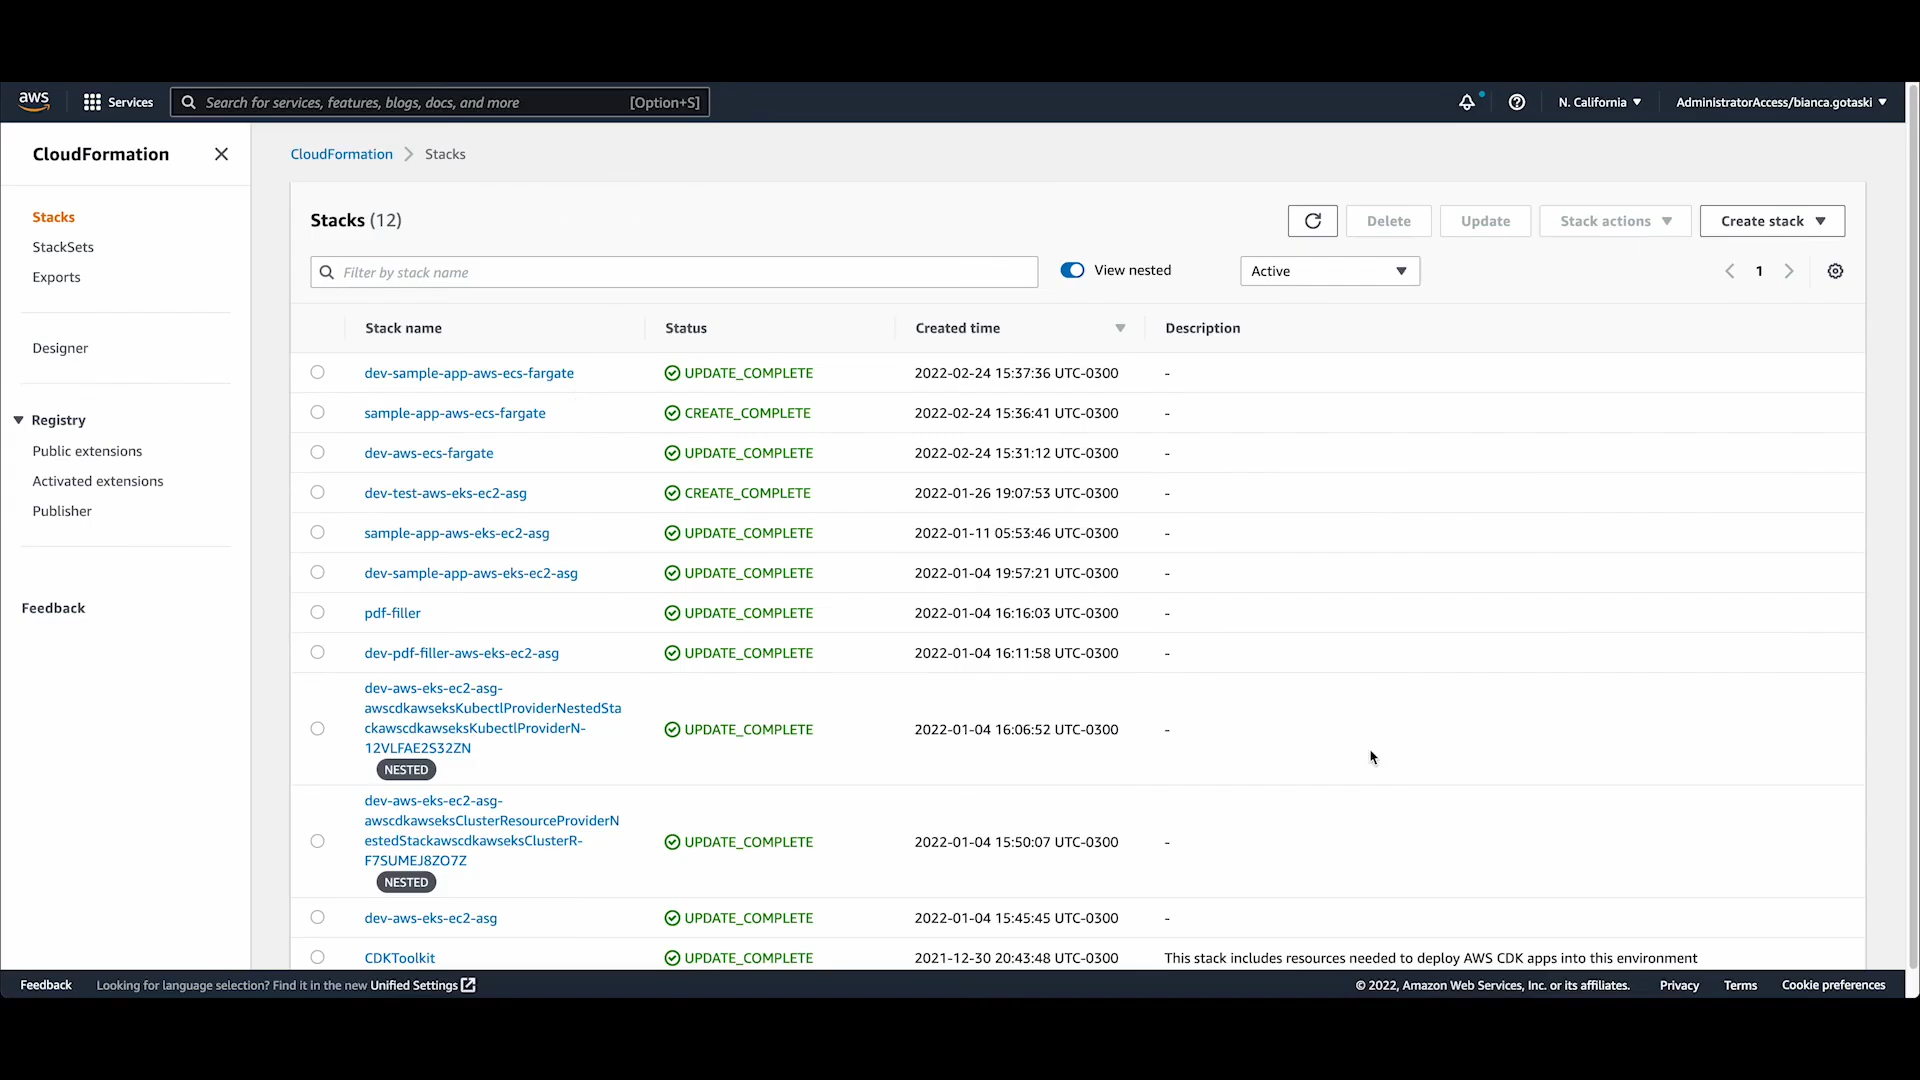 aws
Services
Search for services, features, blogs, docs, and more [Option+S]
N. California ▼
AdministratorAccess/bianca.gotaski ▼
CloudFormation
Stacks
StackSets
Exports
Designer
Registry
Public extensions
Activated extensions
Publisher
Feedback
CloudFormation > Stacks
Stacks (12)
Delete
Update
Stack actions ▼
Create stack ▼
Filter by stack name
View nested
Active ▼
1
Stack name Status Created time Description
dev-sample-app-aws-ecs-fargate UPDATE_COMPLETE 2022-02-24 15:37:36 UTC-0300 -
sample-app-aws-ecs-fargate CREATE_COMPLETE 2022-02-24 15:36:41 UTC-0300 -
dev-aws-ecs-fargate UPDATE_COMPLETE 2022-02-24 15:31:12 UTC-0300 -
dev-test-aws-eks-ec2-asg CREATE_COMPLETE 2022-01-26 19:07:53 UTC-0300 -
sample-app-aws-eks-ec2-asg UPDATE_COMPLETE 2022-01-11 05:53:46 UTC-0300 -
dev-sample-app-aws-eks-ec2-asg UPDATE_COMPLETE 2022-01-04 19:57:21 UTC-0300 -
pdf-filler UPDATE_COMPLETE 2022-01-04 16:16:03 UTC-0300 -
dev-pdf-filler-aws-eks-ec2-asg UPDATE_COMPLETE 2022-01-04 16:11:58 UTC-0300 -
dev-aws-eks-ec2-asg-
awscdkawseksKubectlProviderNestedSta
ckawscdkawseksKubectlProviderN-
12VLFAE2S32ZN
NESTED
UPDATE_COMPLETE 2022-01-04 16:06:52 UTC-0300 -
dev-aws-eks-ec2-asg-
awscdkawseksClusterResourceProviderN
estedStackawscdkawseksClusterR-
F7SUMEJ8ZO7Z
NESTED
UPDATE_COMPLETE 2022-01-04 15:50:07 UTC-0300 -
dev-aws-eks-ec2-asg UPDATE_COMPLETE 2022-01-04 15:45:45 UTC-0300 -
CDKToolkit UPDATE_COMPLETE 2021-12-30 20:43:48 UTC-0300 This stack includes resources needed to deploy AWS CDK apps into this environment
Feedback Looking for language selection? Find it in the new Unified Settings
© 2022, Amazon Web Services, Inc. or its affiliates. Privacy Terms Cookie preferences